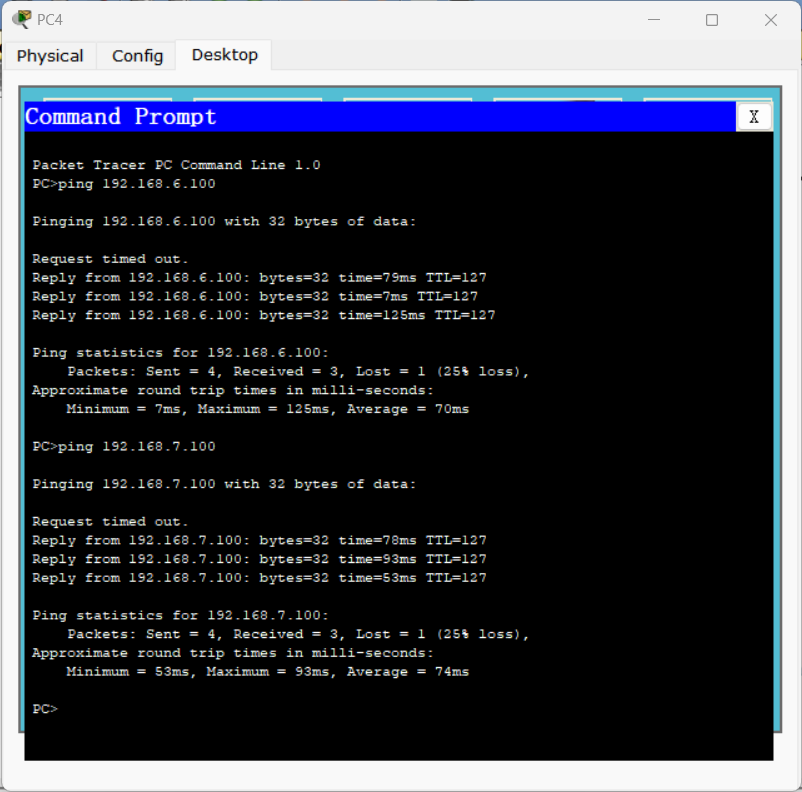 PC4
Physical Config Desktop
Command Prompt X
Packet Tracer PC Command Line 1.0
PC>ping 192.168.6.100
Pinging 192.168.6.100 with 32 bytes of data:
Request timed out.
Reply from 192.168.6.100: bytes=32 time=79ms TTL=127
Reply from 192.168.6.100: bytes=32 time=7ms TTL=127
Reply from 192.168.6.100: bytes=32 time=125ms TTL=127
Ping statistics for 192.168.6.100:
Packets: Sent = 4, Received = 3, Lost = 1 (25% loss),
Approximate round trip times in milli-seconds:
Minimum = 7ms, Maximum = 125ms, Average = 70ms
PC>ping 192.168.7.100
Pinging 192.168.7.100 with 32 bytes of data:
Request timed out.
Reply from 192.168.7.100: bytes=32 time=78ms TTL=127
Reply from 192.168.7.100: bytes=32 time=93ms TTL=127
Reply from 192.168.7.100: bytes=32 time=53ms TTL=127
Ping statistics for 192.168.7.100:
Packets: Sent = 4, Received = 3, Lost = 1 (25% loss),
Approximate round trip times in milli-seconds:
Minimum = 53ms, Maximum = 93ms, Average = 74ms
PC>